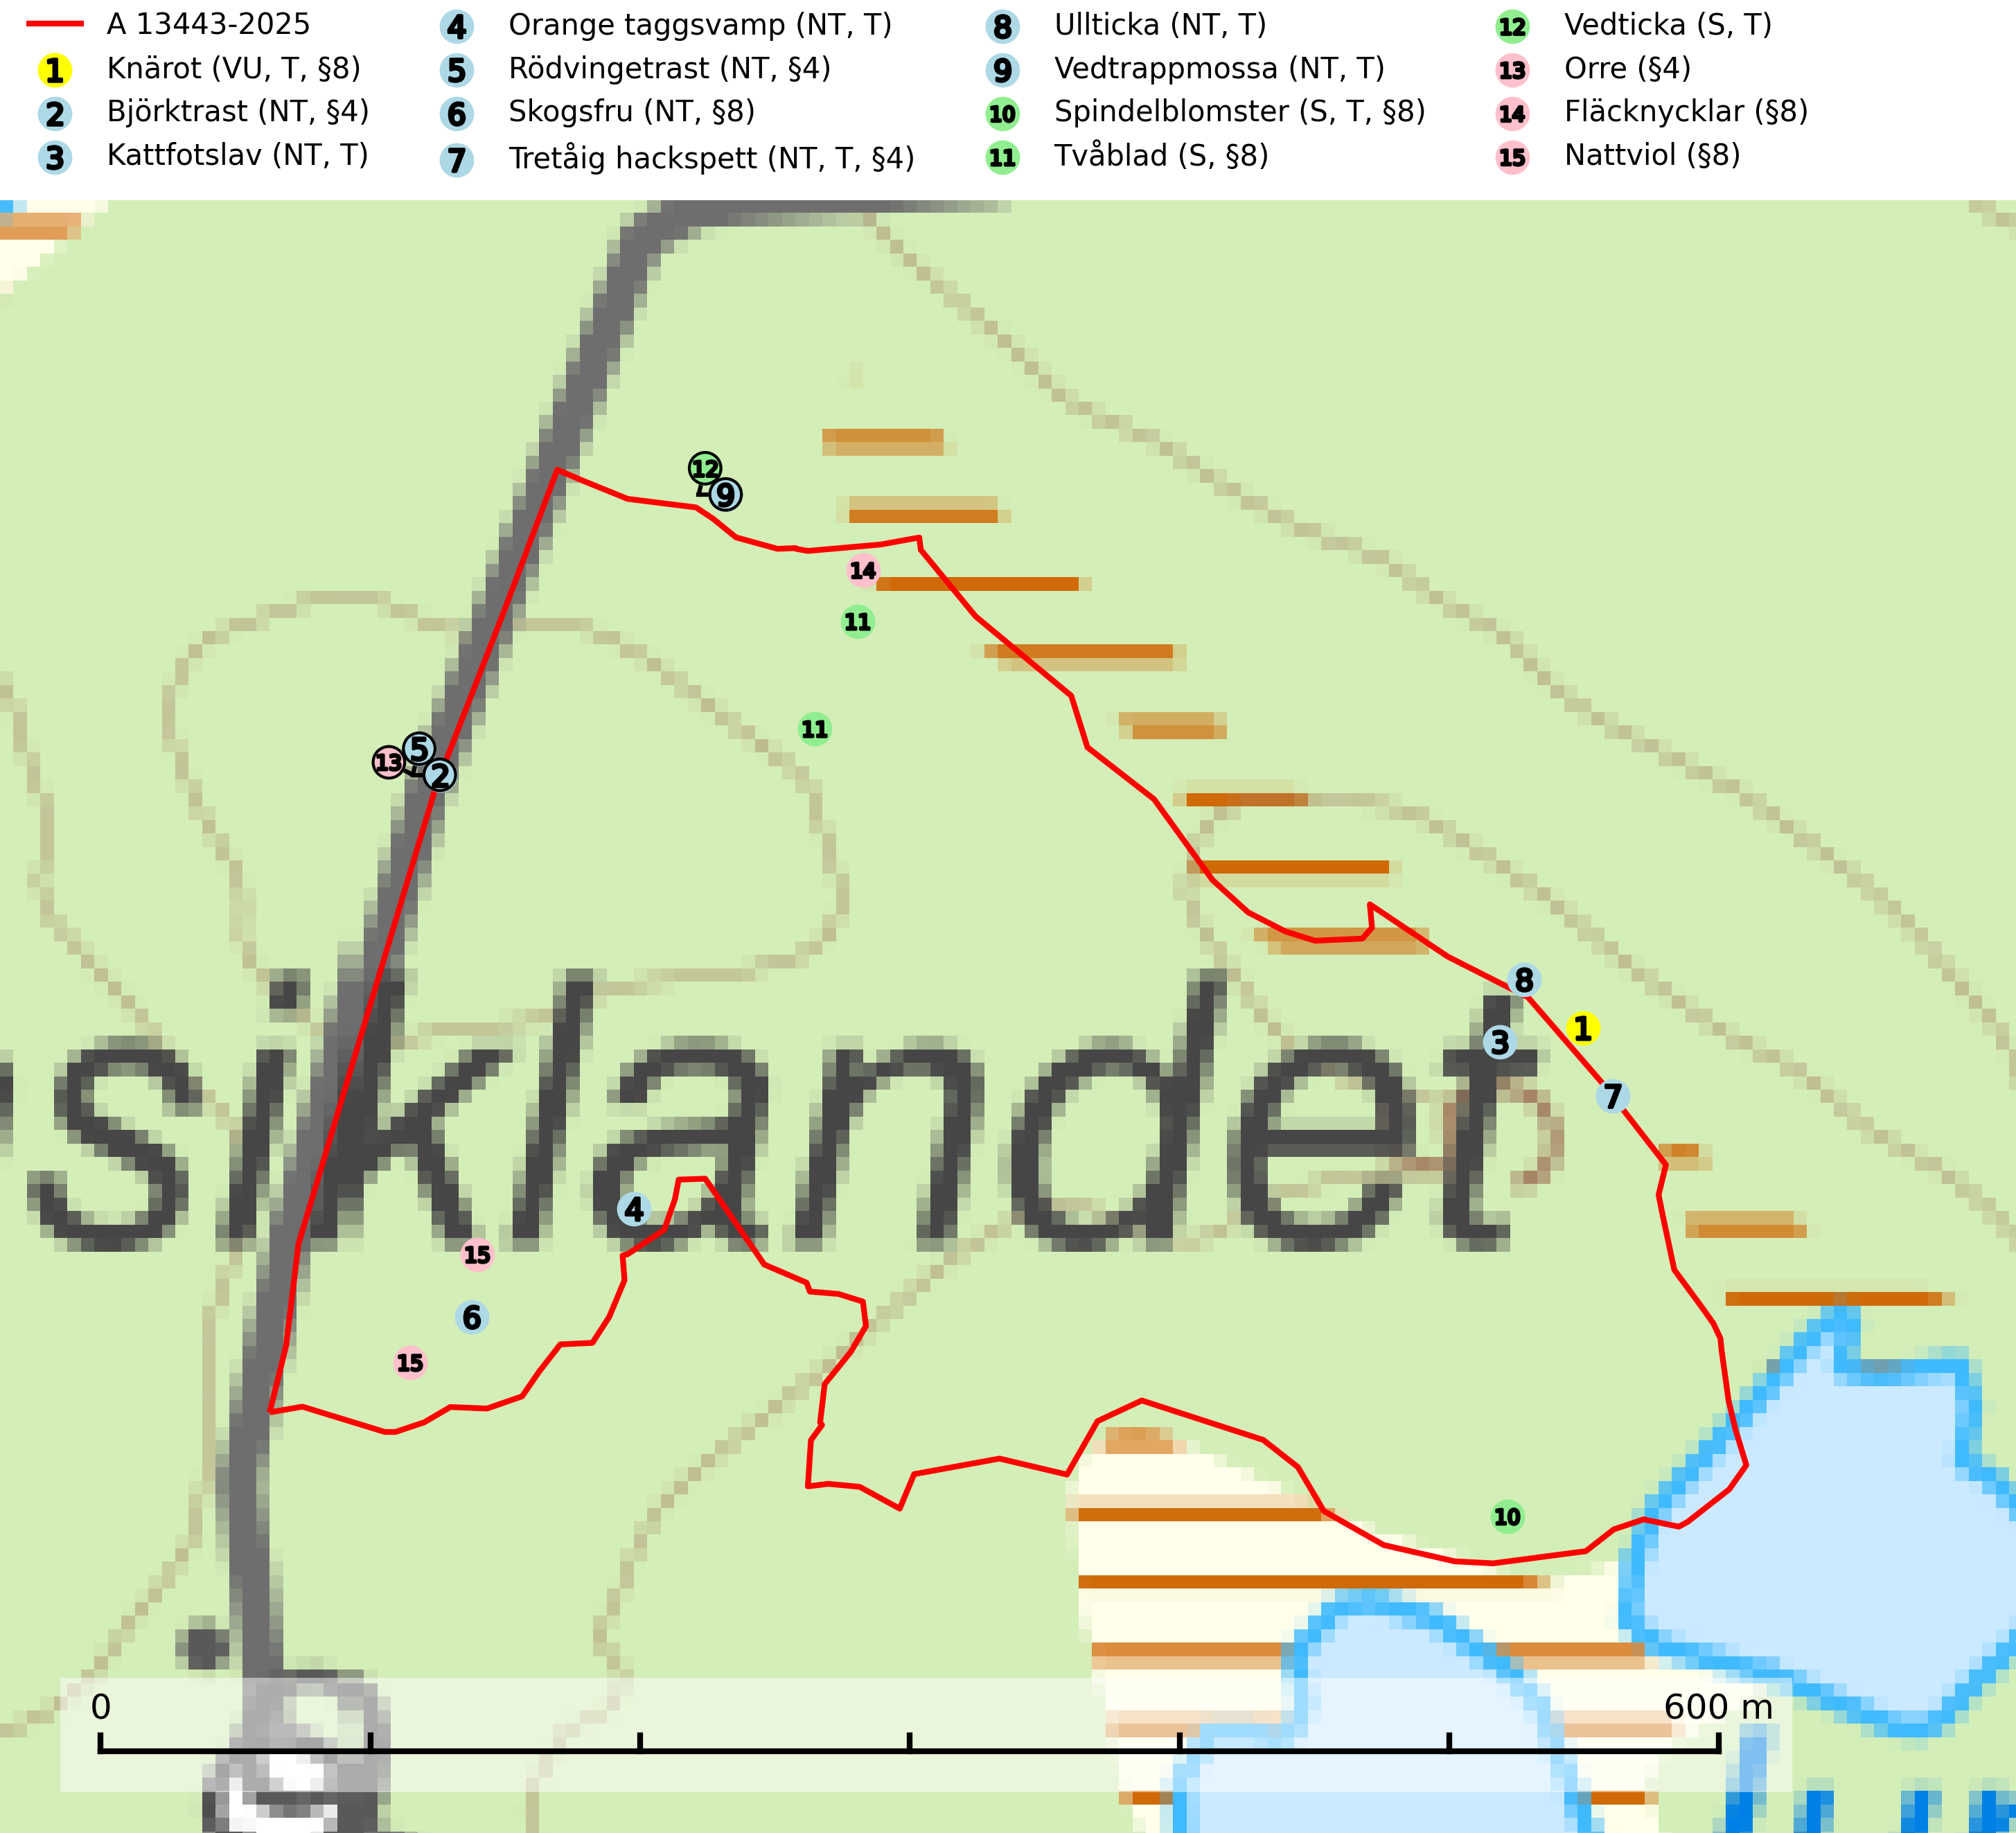 A 13443-2025
1 Knärot (VU, T, §8)
2 Björktrast (NT, §4)
3 Kattfotslav (NT, T)
4 Orange taggsvamp (NT, T)
5 Rödvingetrast (NT, §4)
6 Skogsfru (NT, §8)
7 Tretåig hackspett (NT, T, §4)
8 Ullticka (NT, T)
9 Vedtrappmossa (NT, T)
10 Spindelblomster (S, T, §8)
11 Tvåblad (S, §8)
12 Vedticka (S, T)
13 Orre (§4)
14 Fläcknycklar (§8)
15 Nattviol (§8)
12
9
14
11
11
5
13
2
8
1
3
7
siklandet
4
15
6
15
10
0
600 m